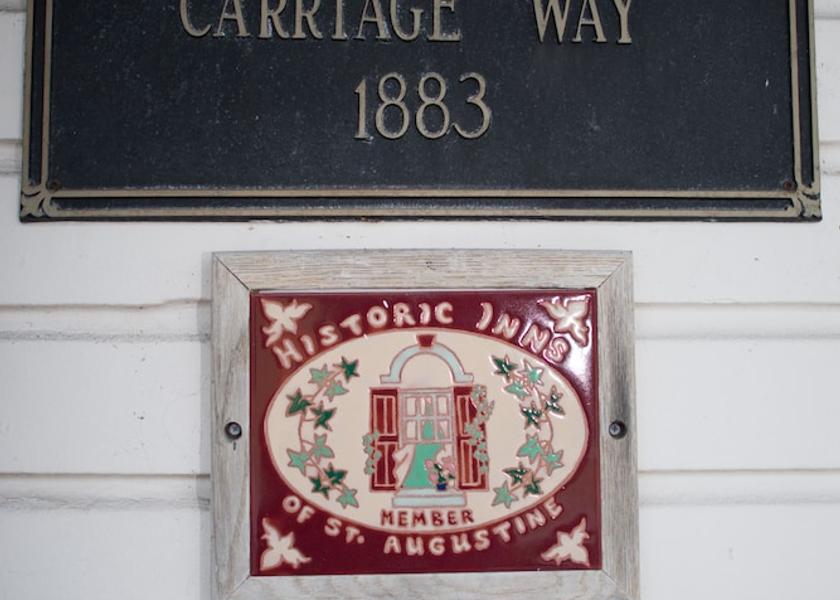 CARRIAGE WAY
1883
HISTORIC INNS
MEMBER
OF ST. AUGUSTINE